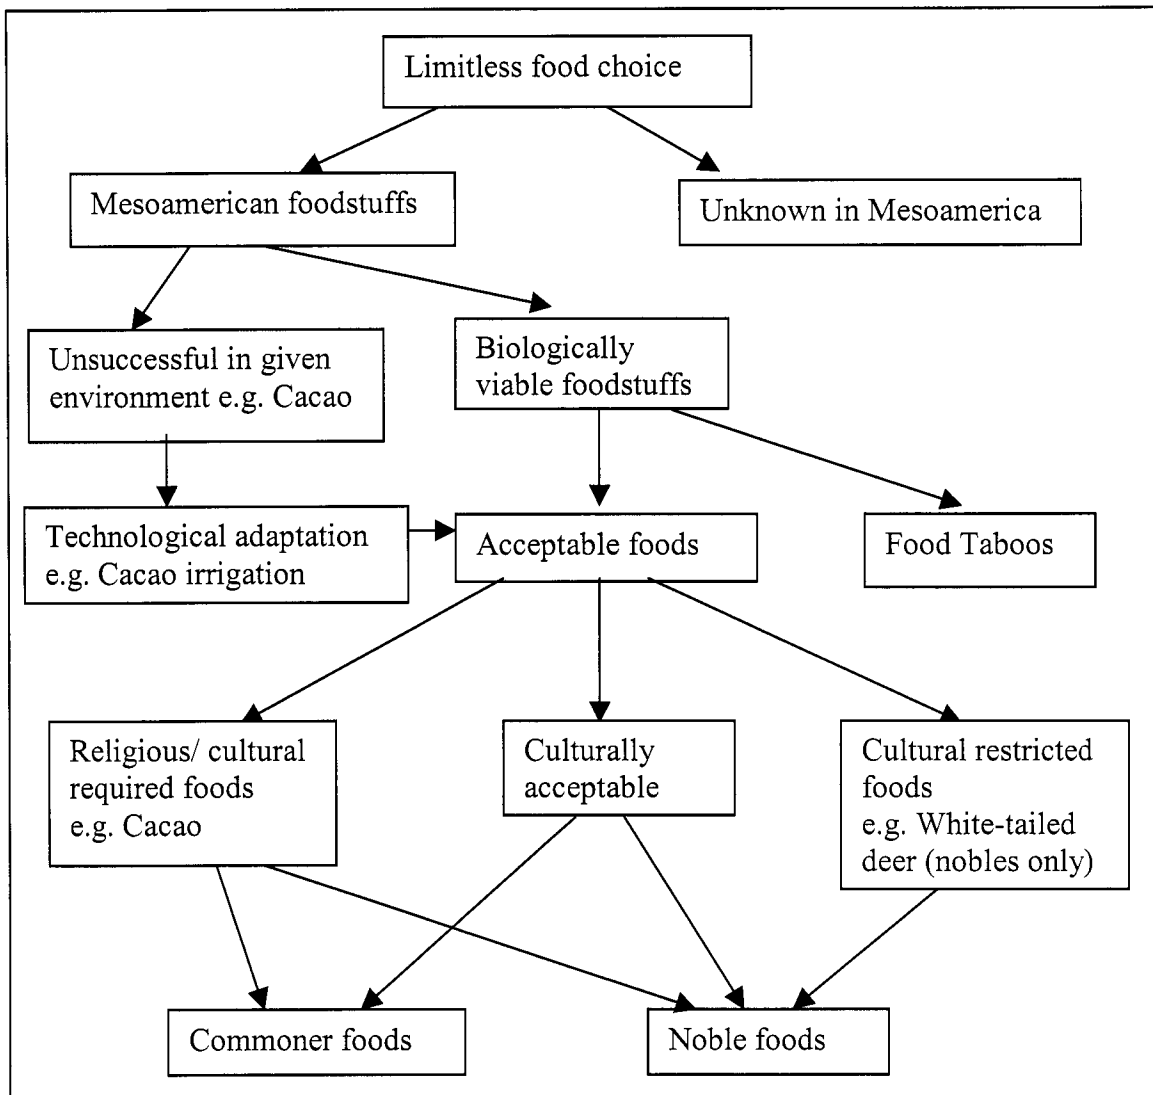 Limitless food choice
Mesoamerican foodstuffs
Unknown in Mesoamerica
Unsuccessful in given
environment e.g. Cacao
Biologically
viable foodstuffs
Technological adaptation
e.g. Cacao irrigation
Acceptable foods
Food Taboos
Religious/ cultural
required foods
e.g. Cacao
Culturally
acceptable
Cultural restricted
foods
e.g. White-tailed
deer (nobles only)
Commoner foods
Noble foods